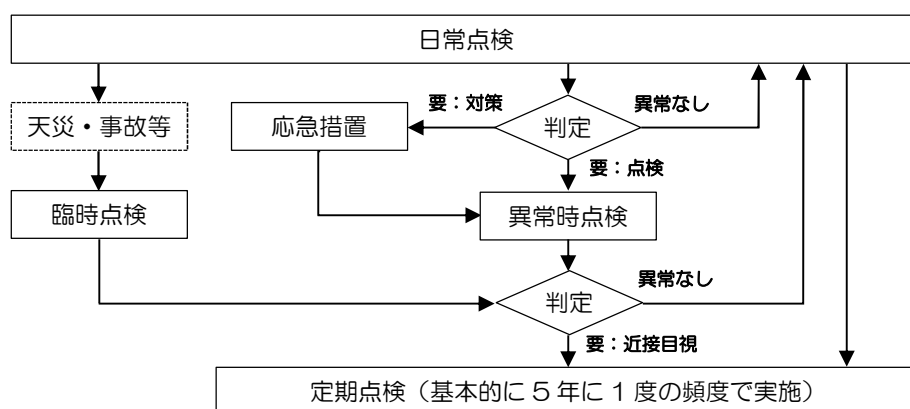 日常点検
天災・事故等
応急措置
要：対策
判定
異常なし
要：点検
臨時点検
異常時点検
判定
異常なし
要：近接目視
定期点検（基本的に 5 年に 1 度の頻度で実施）